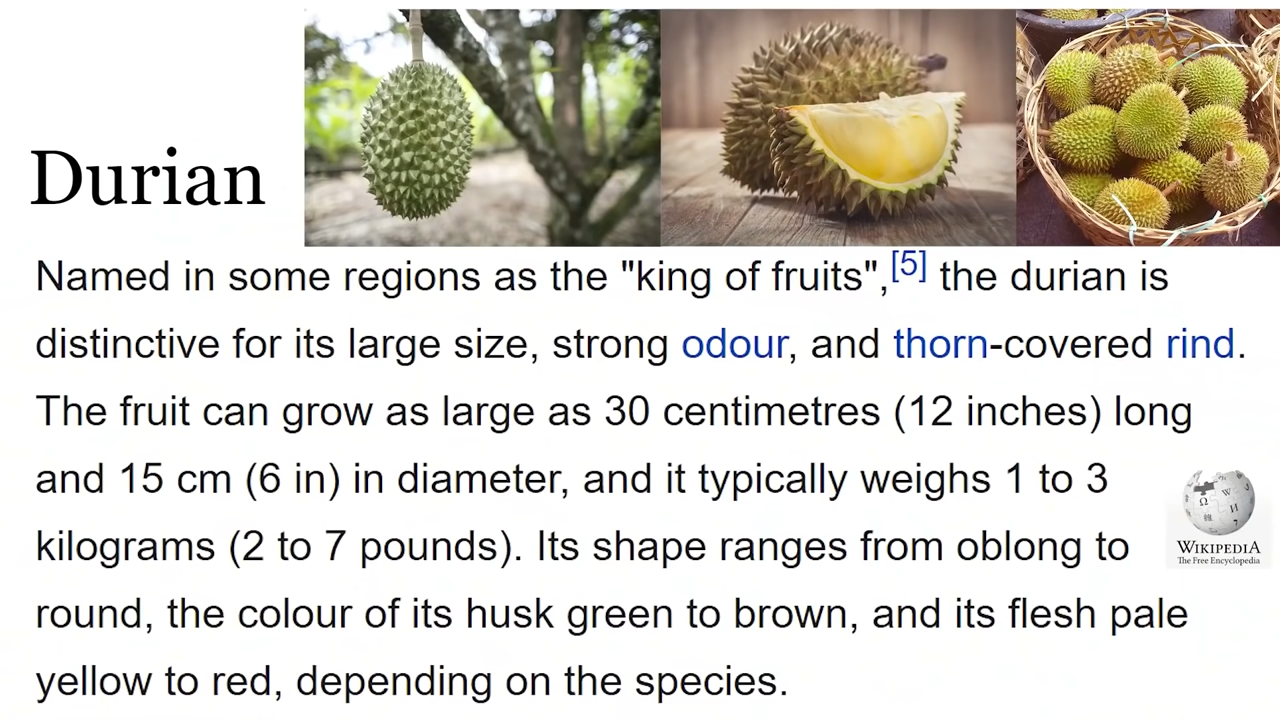 Durian
Named in some regions as the "king of fruits",[5] the durian is
distinctive for its large size, strong odour, and thorn-covered rind.
The fruit can grow as large as 30 centimetres (12 inches) long
and 15 cm (6 in) in diameter, and it typically weighs 1 to 3
kilograms (2 to 7 pounds). Its shape ranges from oblong to
round, the colour of its husk green to brown, and its flesh pale
yellow to red, depending on the species.
WIKIPEDIA
The Free Encyclopedia